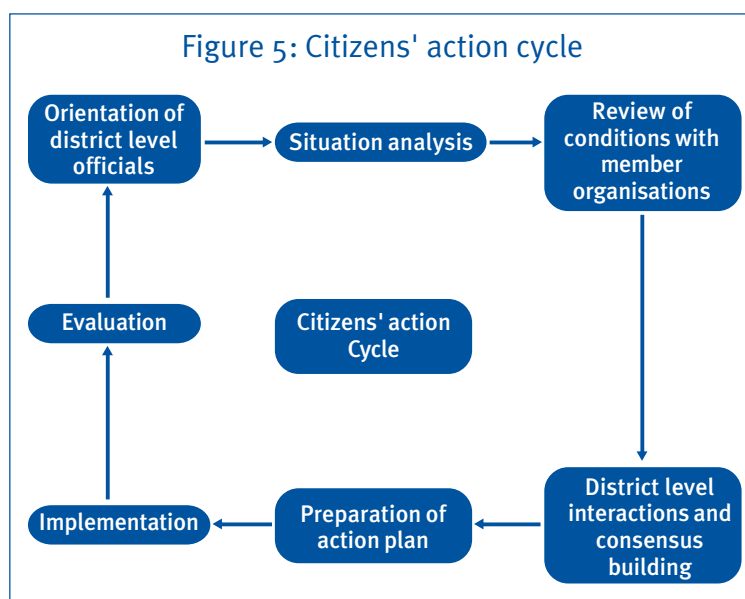 Figure 5: Citizens' action cycle
Orientation of
district level
officials
Situation analysis
Review of
conditions with
member
organisations
Evaluation
Citizens' action
Cycle
Implementation
Preparation of
action plan
District level
interactions and
consensus
building